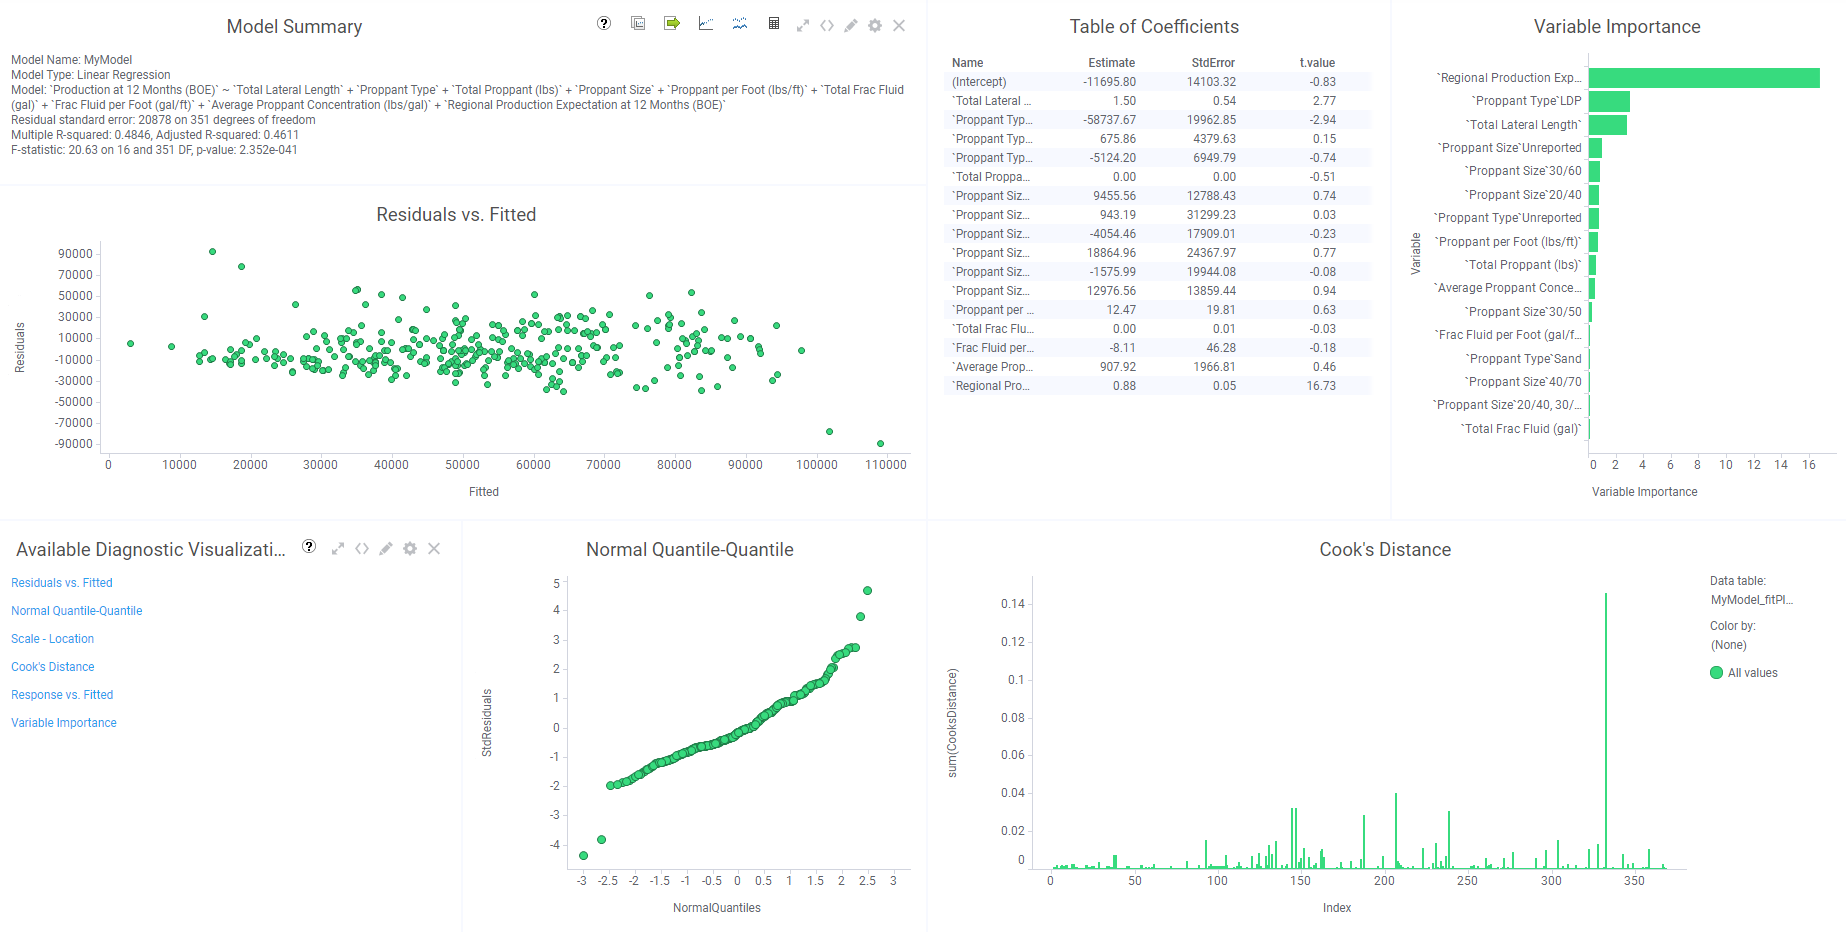 Model Summary
Model Name: MyModel
Model Type: Linear Regression
Model: `Production at 12 Months (BOE)` ~ `Total Lateral Length` + `Proppant Type` + `Total Proppant (lbs)` + `Proppant Size` + `Proppant per Foot (lbs/ft)` + `Total Frac Fluid
(gal)` + `Frac Fluid per Foot (gal/ft)` + `Average Proppant Concentration (lbs/gal)` + `Regional Production Expectation at 12 Months (BOE)`
Residual standard error: 20878 on 351 degrees of freedom
Multiple R-squared: 0.4846, Adjusted R-squared: 0.4611
F-statistic: 20.63 on 16 and 351 DF, p-value: 2.352e-041
Residuals vs. Fitted
Residuals
90000
70000
50000
30000
10000
-10000
-30000
-50000
-70000
-90000
0 10000 20000 30000 40000 50000 60000 70000 80000 90000 100000 110000
Fitted
Table of Coefficients
Name Estimate StdError t.value
(Intercept) -11695.80 14103.32 -0.83
`Total Lateral ... 1.50 0.54 2.77
`Proppant Typ... -58737.67 19962.85 -2.94
`Proppant Typ... 675.86 4379.63 0.15
`Proppant Typ... -5124.20 6949.79 -0.74
`Total Proppa... 0.00 0.00 -0.51
`Proppant Siz... 9455.56 12788.43 0.74
`Proppant Siz... 943.19 31299.23 0.03
`Proppant Siz... -4054.46 17909.01 -0.23
`Proppant Siz... 18864.96 24367.97 0.77
`Proppant Siz... -1575.99 19944.08 -0.08
`Proppant Siz... 12976.56 13859.44 0.94
`Proppant per ... 12.47 19.81 0.63
`Total Frac Flu... 0.00 0.01 -0.03
`Frac Fluid per... -8.11 46.28 -0.18
`Average Prop... 907.92 1966.81 0.46
`Regional Pro... 0.88 0.05 16.73
Variable Importance
Variable
`Regional Production Exp...
`Proppant Type`LDP
`Total Lateral Length`
`Proppant Size`Unreported
`Proppant Size`30/60
`Proppant Size`20/40
`Proppant Type`Unreported
`Proppant per Foot (lbs/ft)`
`Total Proppant (lbs)`
`Average Proppant Conce...
`Proppant Size`30/50
`Frac Fluid per Foot (gal/f...
`Proppant Type`Sand
`Proppant Size`40/70
`Proppant Size`20/40, 30/...
`Total Frac Fluid (gal)`
0 2 4 6 8 10 12 14 16
Variable Importance
Available Diagnostic Visualizati...
Residuals vs. Fitted
Normal Quantile-Quantile
Scale - Location
Cook's Distance
Response vs. Fitted
Variable Importance
Normal Quantile-Quantile
StdResiduals
5
4
3
2
1
0
-1
-2
-3
-4
-3 -2.5 -2 -1.5 -1 -0.5 0 0.5 1 1.5 2 2.5 3
NormalQuantiles
Cook's Distance
sum(CooksDistance)
0.14
0.12
0.1
0.08
0.06
0.04
0.02
0
0 50 100 150 200 250 300 350
Index
Data table:
MyModel_fitPl...
Color by:
(None)
All values